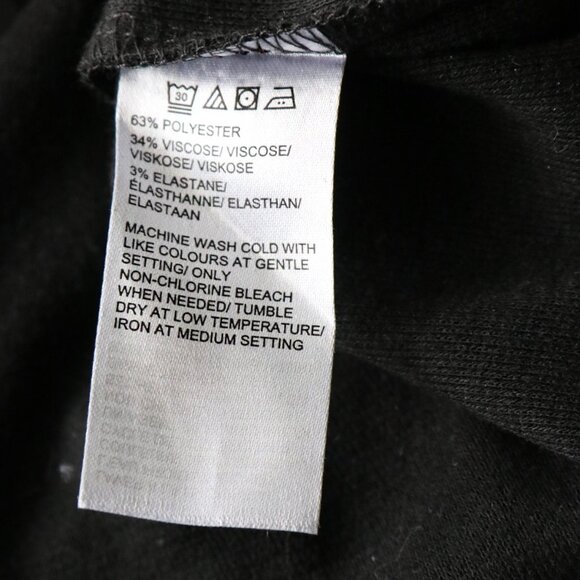 30
63% POLYESTER
34% VISCOSE/ VISCOSE/
VISKOSE/ VISKOSE
3% ELASTANE/
ÉLASTHANNE/ ELASTHAN/
ELASTAAN
MACHINE WASH COLD WITH
LIKE COLOURS AT GENTLE
SETTING/ ONLY
NON-CHLORINE BLEACH
WHEN NEEDED/ TUMBLE
DRY AT LOW TEMPERATURE/
IRON AT MEDIUM SETTING